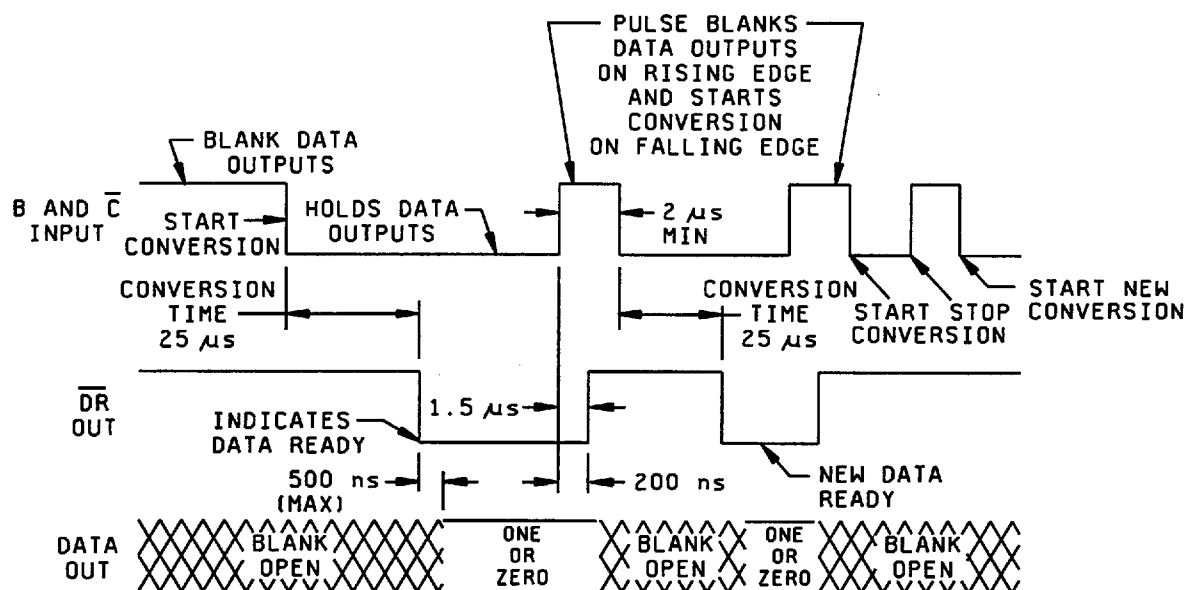 PULSE BLANKS
DATA OUTPUTS
ON RISING EDGE
AND STARTS
CONVERSION
ON FALLING EDGE
BLANK DATA
OUTPUTS
B AND C̅
INPUT
START
CONVERSION
HOLDS DATA
OUTPUTS
2 μs
MIN
CONVERSION
TIME
25 μs
CONVERSION
TIME
25 μs
START
CONVERSION
STOP
START NEW
CONVERSION
D̅R̅
OUT
1.5 μs
INDICATES
DATA READY
500 ns
(MAX)
200 ns
NEW DATA
READY
DATA
OUT
BLANK
OPEN
ONE
OR
ZERO
BLANK
OPEN
ONE
OR
ZERO
BLANK
OPEN